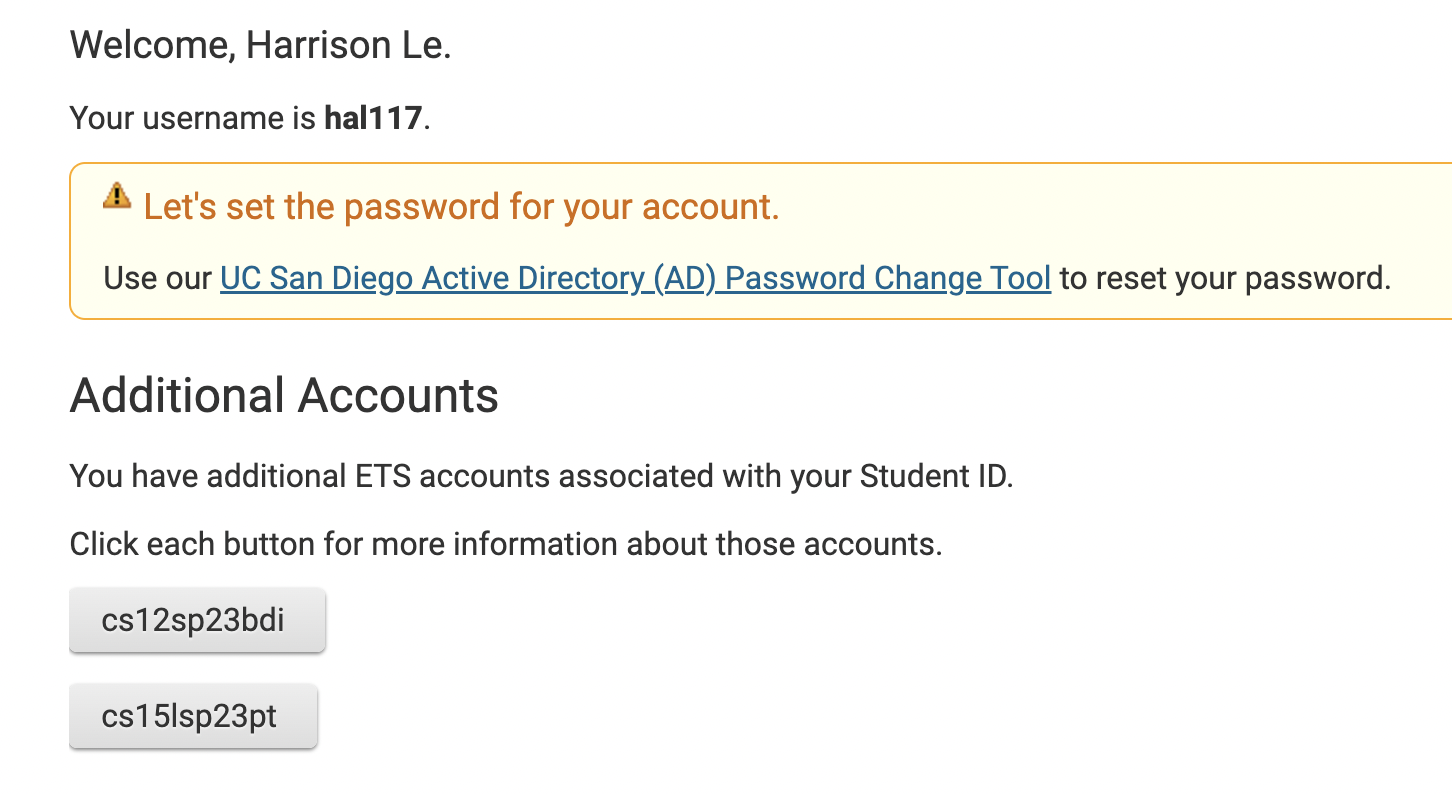 Welcome, Harrison Le.
Your username is hal117.
Let's set the password for your account.
Use our UC San Diego Active Directory (AD) Password Change Tool to reset your password.
Additional Accounts
You have additional ETS accounts associated with your Student ID.
Click each button for more information about those accounts.
cs12sp23bdi
cs15lsp23pt